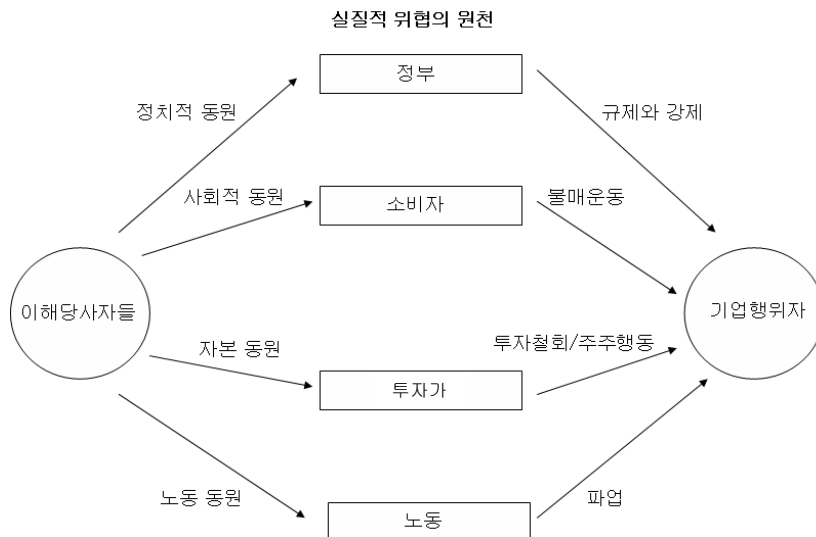 실질적 위협의 원천
정부
정치적 동원
규제와 강제
사회적 동원
소비자
불매운동
이해당사자들
기업행위자
자본 동원
투자가
투자철회/주주행동
노동 동원
노동
파업